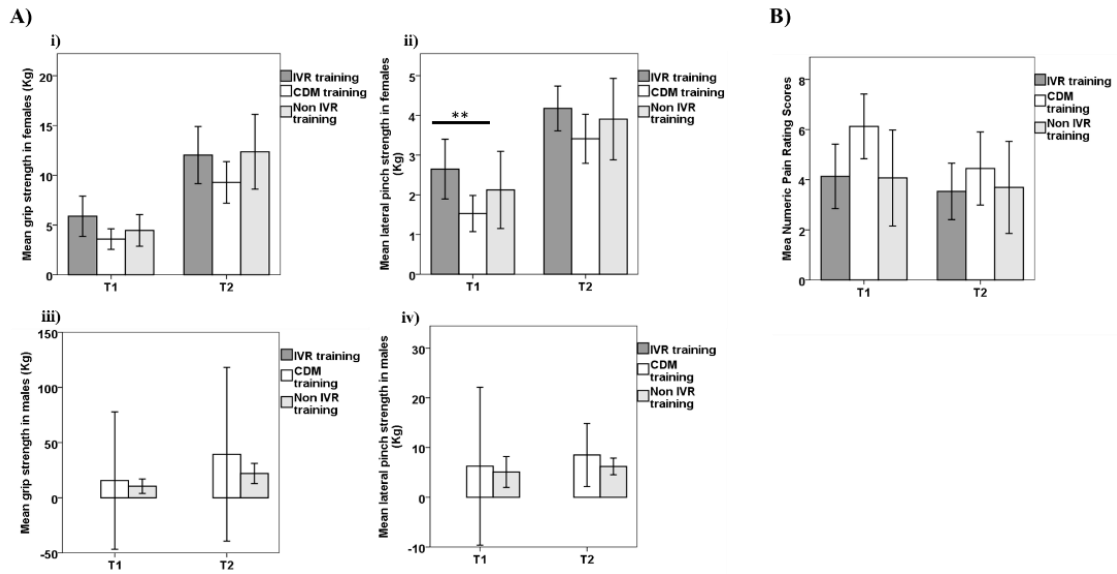 A)
i)
Mean grip strength in females (Kg)
20
15
10
5
0
T1
T2
IVR training
CDM training
Non IVR
training
ii)
Mean lateral pinch strength in females
(Kg)
5
4
3
2
1
0
**
T1
T2
IVR training
CDM
training
Non IVR
training
B)
Mea Numeric Pain Rating Scores
8
6
4
2
0
T1
T2
IVR training
CDM
training
Non IVR
training
iii)
Mean grip strength in males (Kg)
150
100
50
0
-50
T1
T2
IVR training
CDM
training
Non IVR
training
iv)
Mean lateral pinch strength in males
(Kg)
30
20
10
0
-10
T1
T2
IVR training
CDM
training
Non IVR
training